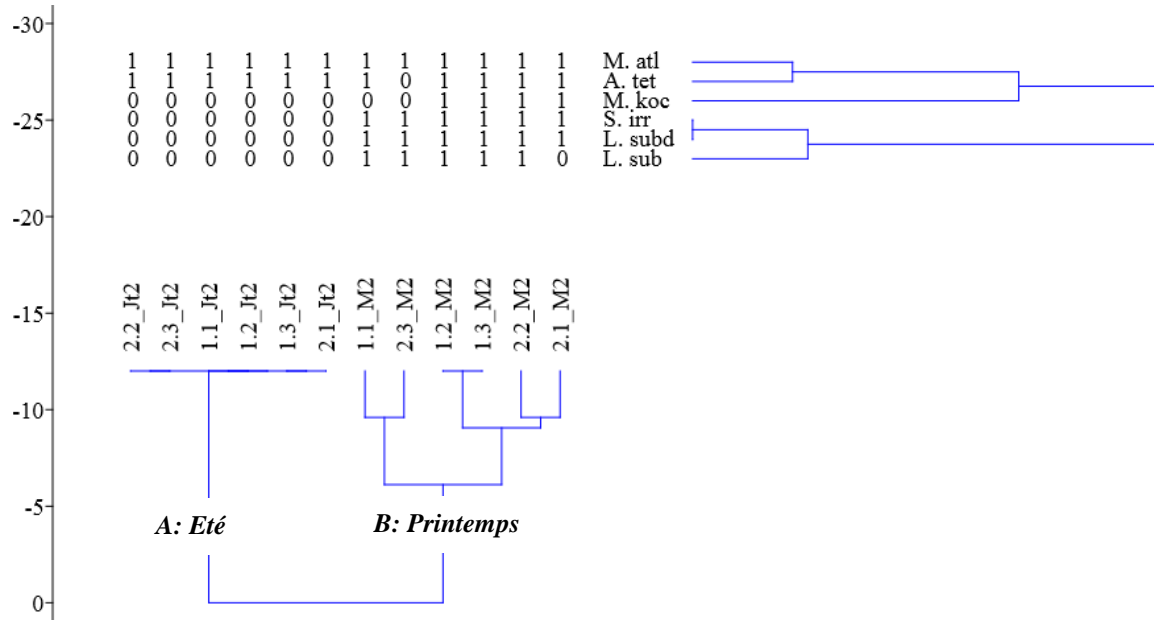 -30
1 1 1 1 1 1 1 1 1 1 1 1 M. atl
1 1 1 1 1 1 1 0 1 1 1 1 A. tet
0 0 0 0 0 0 0 0 1 1 1 1 M. koc
-25
0 0 0 0 0 0 1 1 1 1 1 1 S. irr
0 0 0 0 0 0 1 1 1 1 1 1 L. subd
0 0 0 0 0 0 1 1 1 1 1 0 L. sub
-20
-15
2.2_Jt2
2.3_Jt2
1.1_Jt2
1.2_Jt2
1.3_Jt2
2.1_Jt2
1.1_M2
2.3_M2
1.2_M2
1.3_M2
2.2_M2
2.1_M2
-10
-5
A: Eté
B: Printemps
0